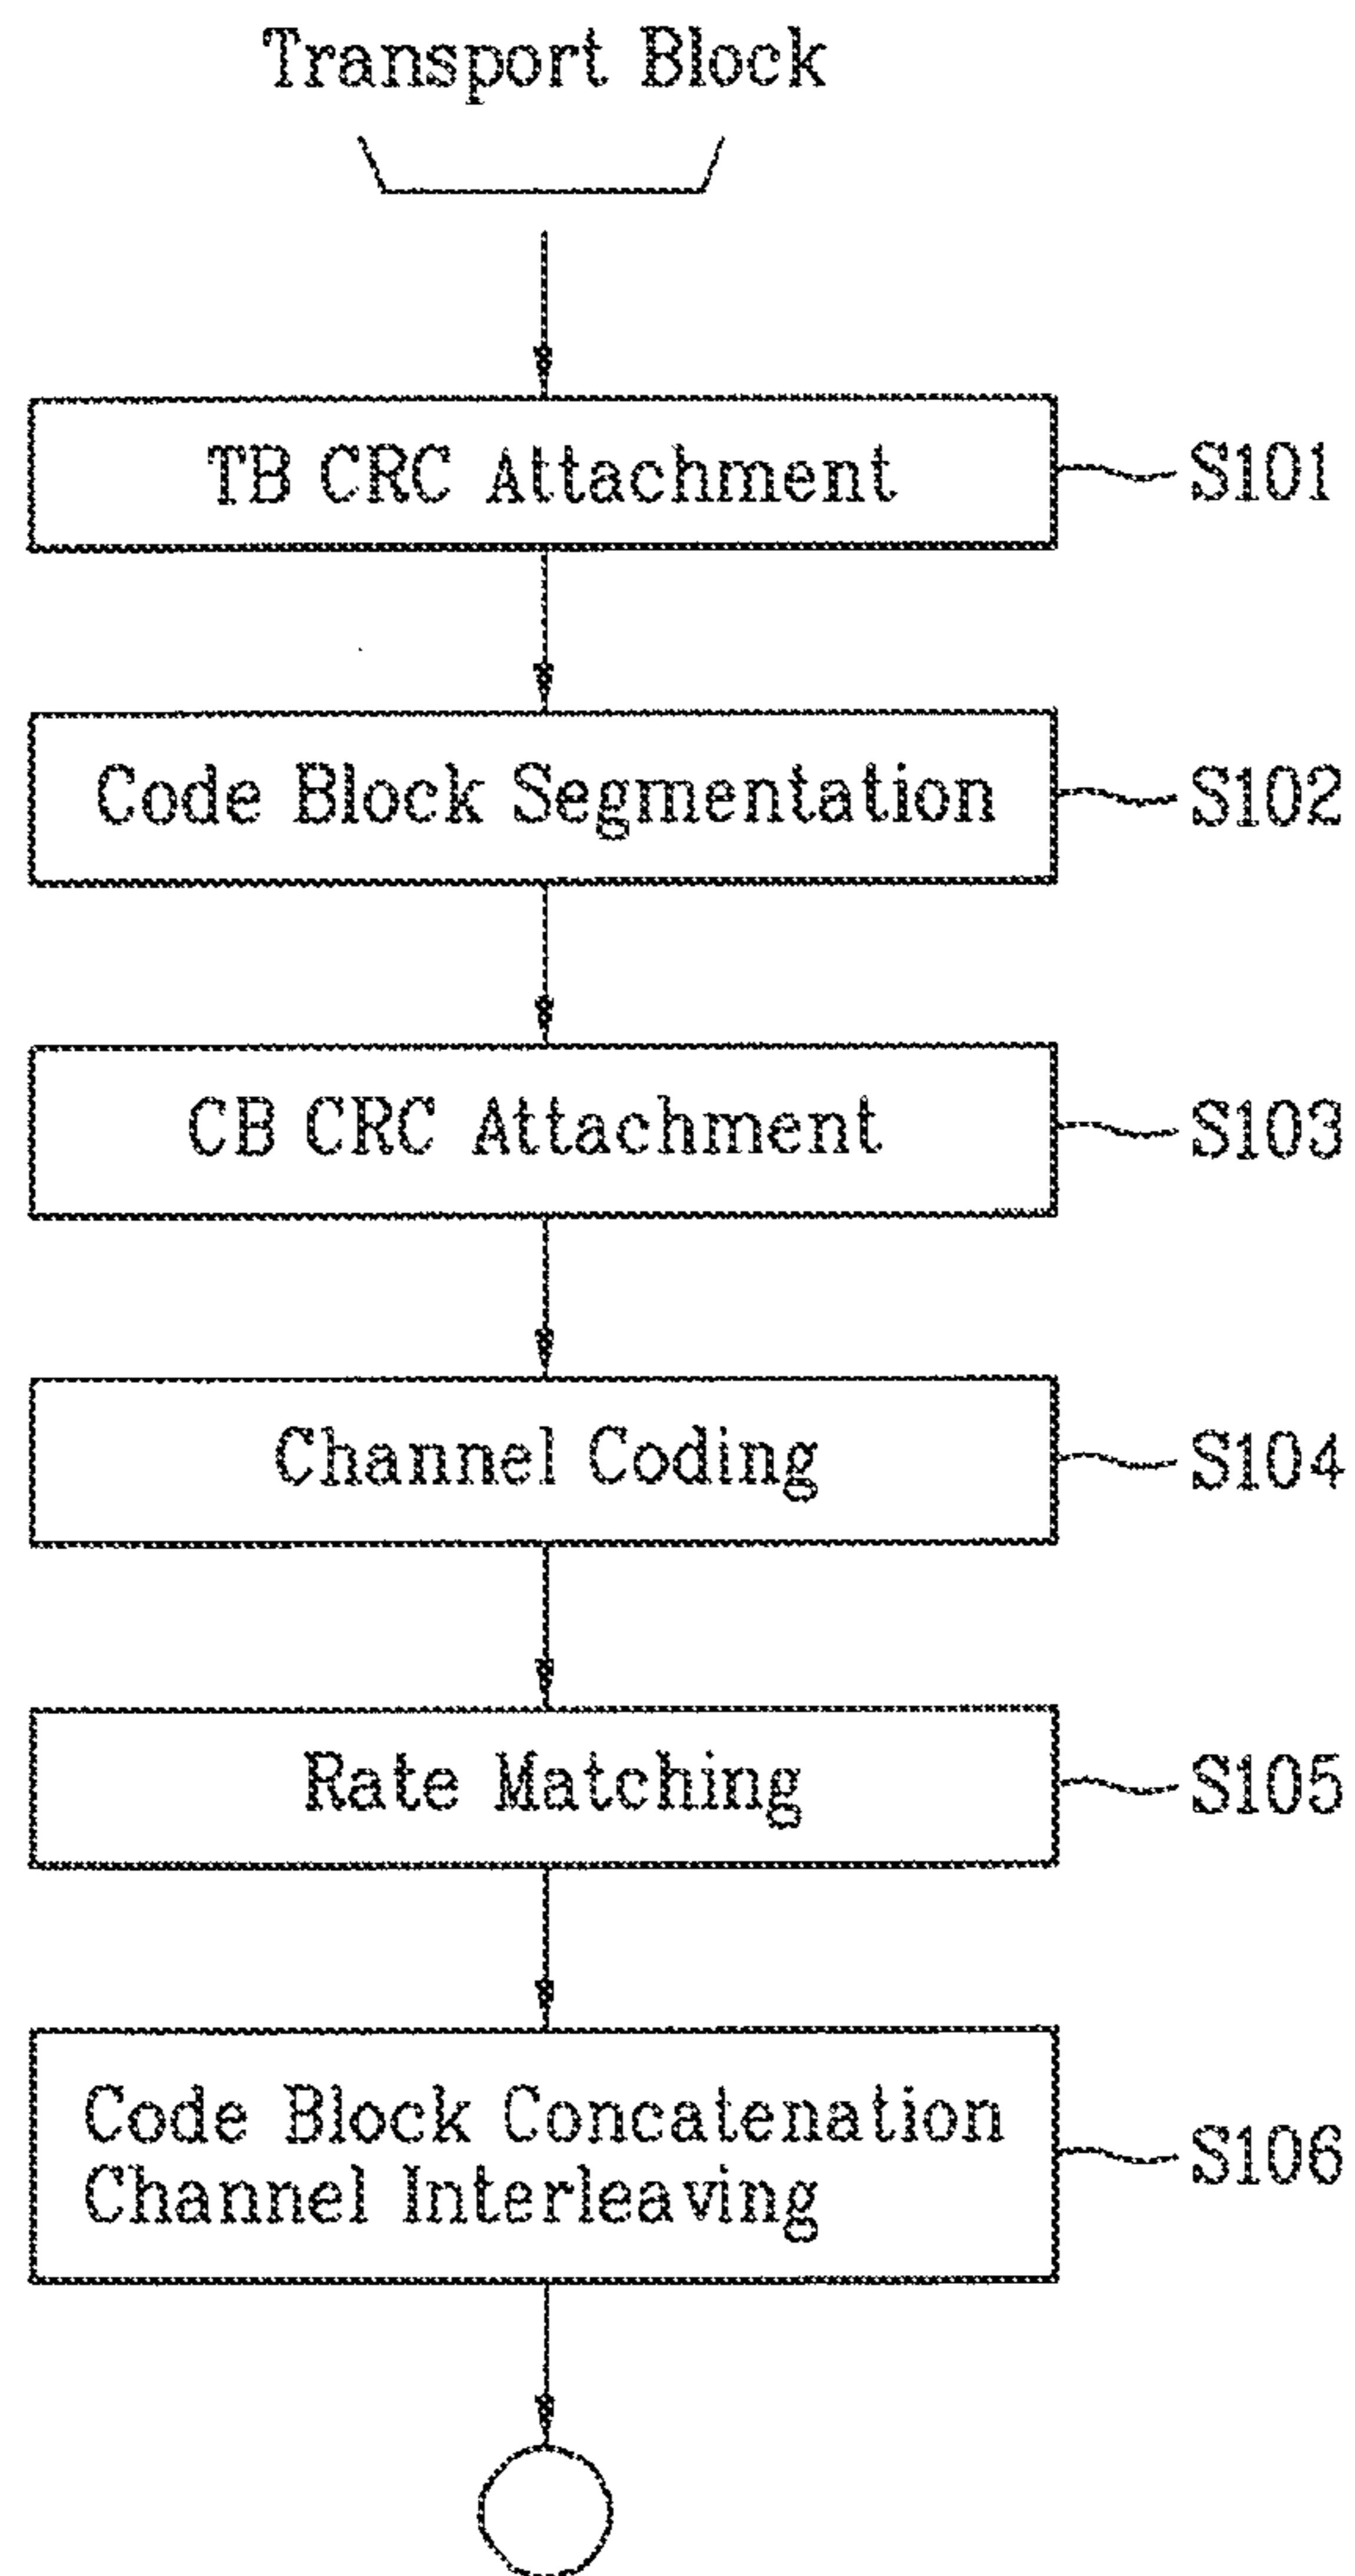 Transport Block
TB CRC Attachment
S101
Code Block Segmentation
S102
CB CRC Attachment
S103
Channel Coding
S104
Rate Matching
S105
Code Block Concatenation
Channel Interleaving
S106